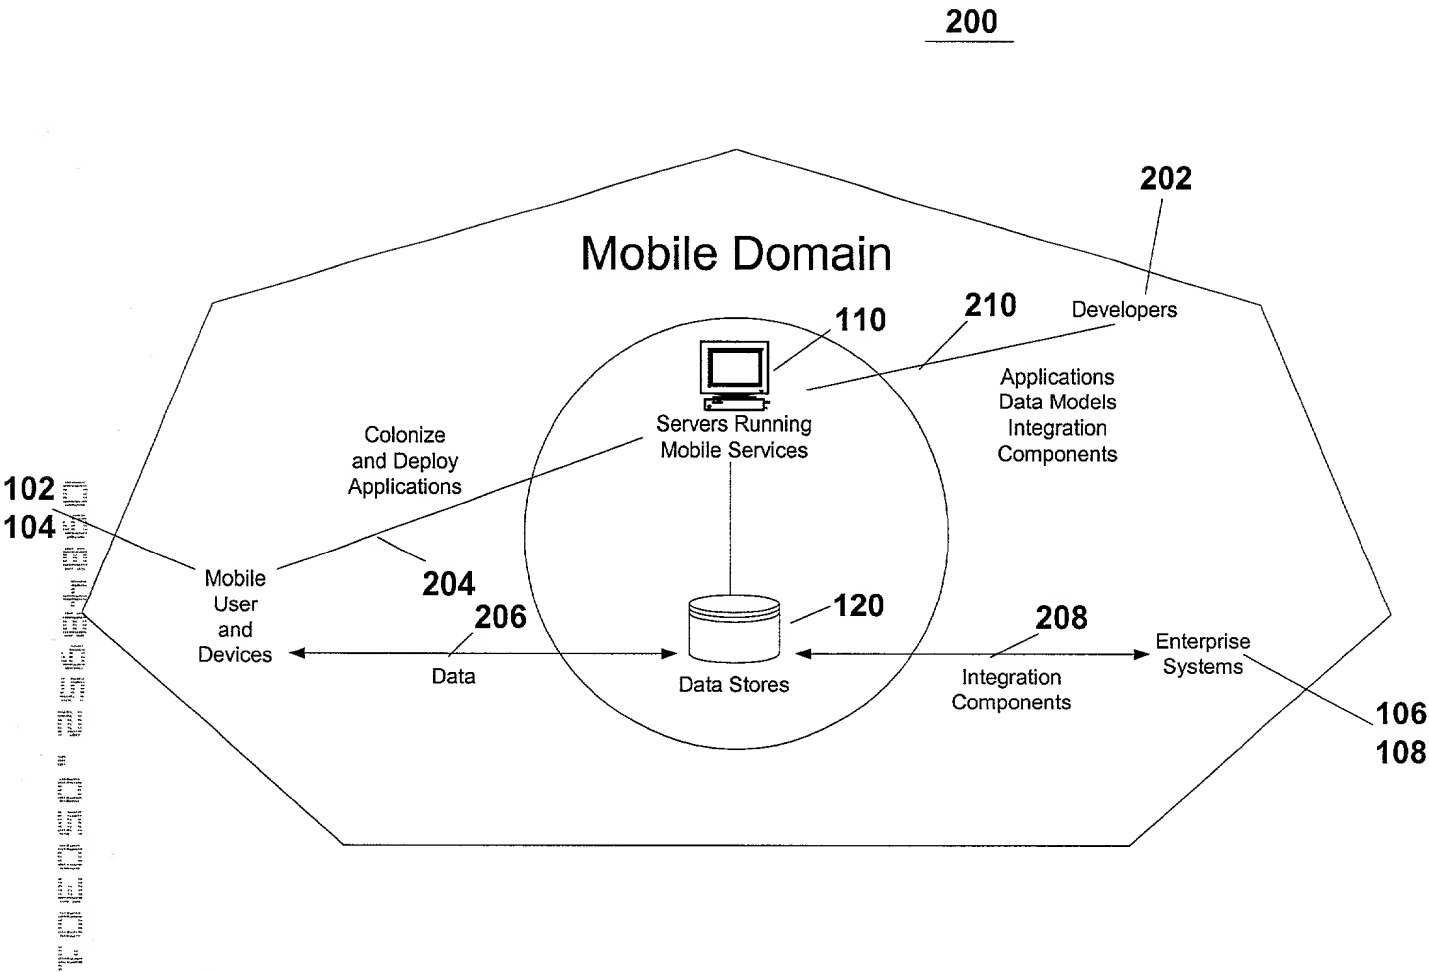 200
202
Mobile Domain
Developers
110
210
Applications
Data Models
Integration
Components
Servers Running
Mobile Services
Colonize
and Deploy
Applications
102
104
204
Mobile
User
and
Devices
206
Data
120
Data Stores
208
Integration
Components
Enterprise
Systems
106
108